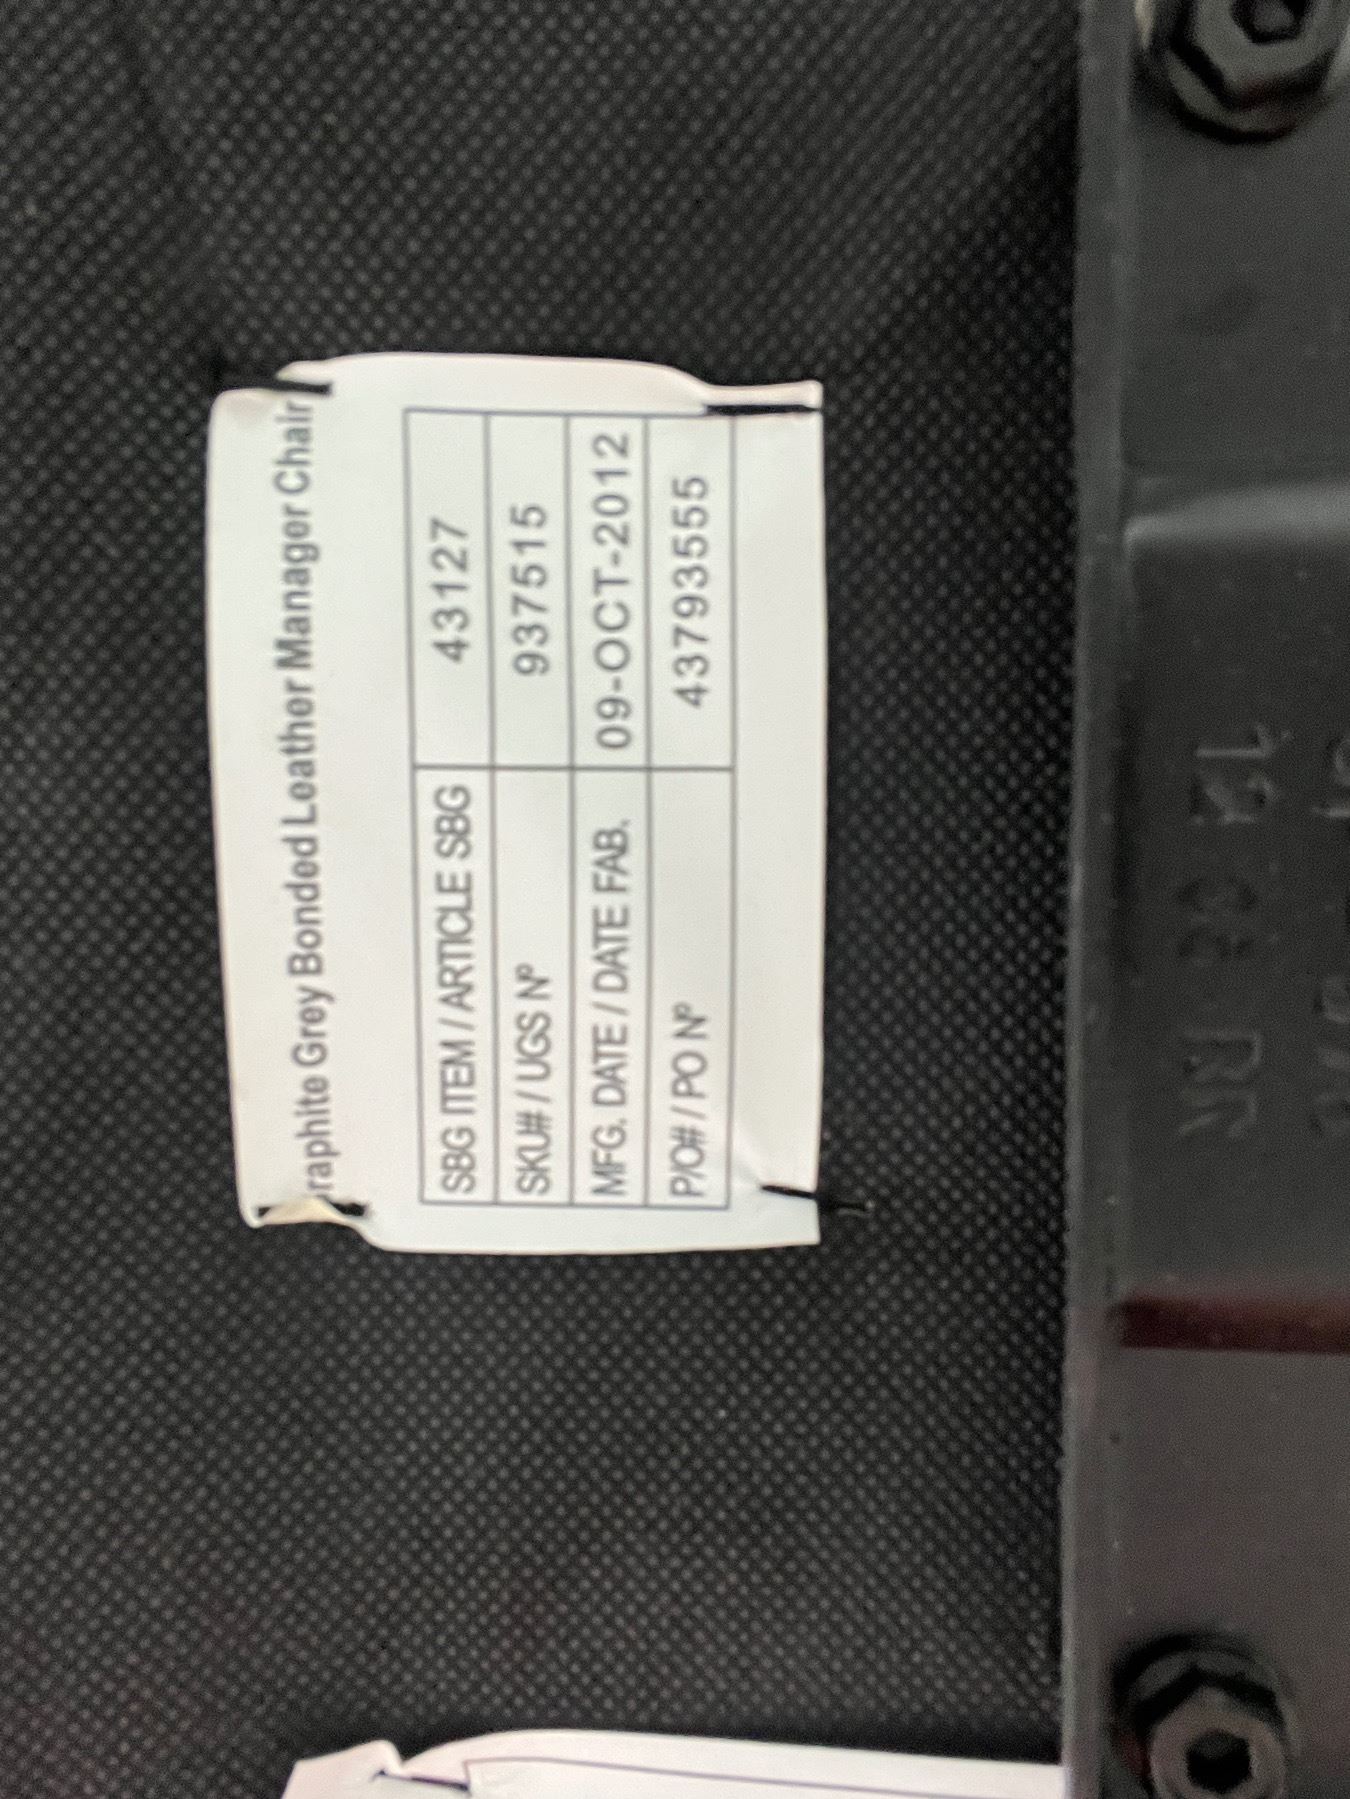 raphite Grey Bonded Leather Manager Chair
SBG ITEM / ARTICLE SBG 43127
SKU# / UGS Nº 937515
MFG. DATE / DATE FAB. 09-OCT-2012
P/O# / PO Nº 43793555